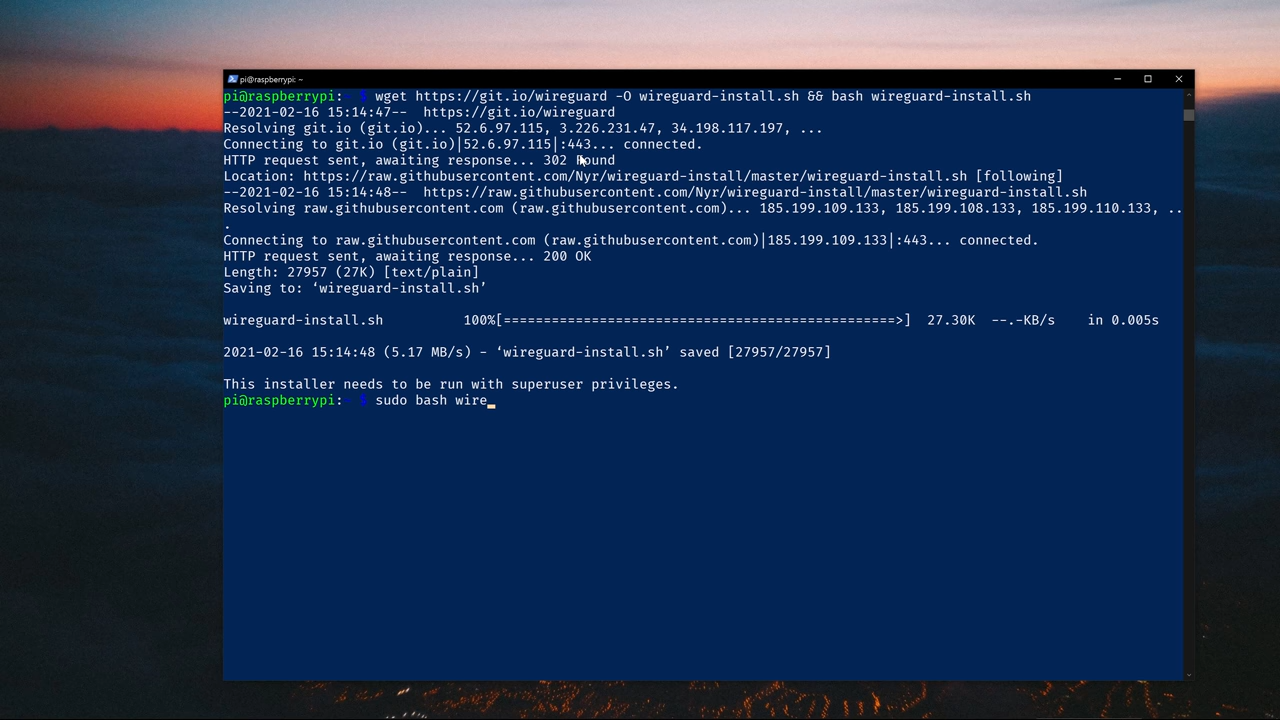 pi@raspberrypi: ~
pi@raspberrypi:~ $ wget https://git.io/wireguard -O wireguard-install.sh && bash wireguard-install.sh
--2021-02-16 15:14:47--  https://git.io/wireguard
Resolving git.io (git.io)... 52.6.97.115, 3.226.231.47, 34.198.117.197, ...
Connecting to git.io (git.io)|52.6.97.115|:443... connected.
HTTP request sent, awaiting response... 302 Found
Location: https://raw.githubusercontent.com/Nyr/wireguard-install/master/wireguard-install.sh [following]
--2021-02-16 15:14:48--  https://raw.githubusercontent.com/Nyr/wireguard-install/master/wireguard-install.sh
Resolving raw.githubusercontent.com (raw.githubusercontent.com)... 185.199.109.133, 185.199.108.133, 185.199.110.133, ..
.
Connecting to raw.githubusercontent.com (raw.githubusercontent.com)|185.199.109.133|:443... connected.
HTTP request sent, awaiting response... 200 OK
Length: 27957 (27K) [text/plain]
Saving to: ‘wireguard-install.sh’
wireguard-install.sh          100%[=================================================>]  27.30K  --.-KB/s    in 0.005s
2021-02-16 15:14:48 (5.17 MB/s) - ‘wireguard-install.sh’ saved [27957/27957]
This installer needs to be run with superuser privileges.
pi@raspberrypi:~ $ sudo bash wire